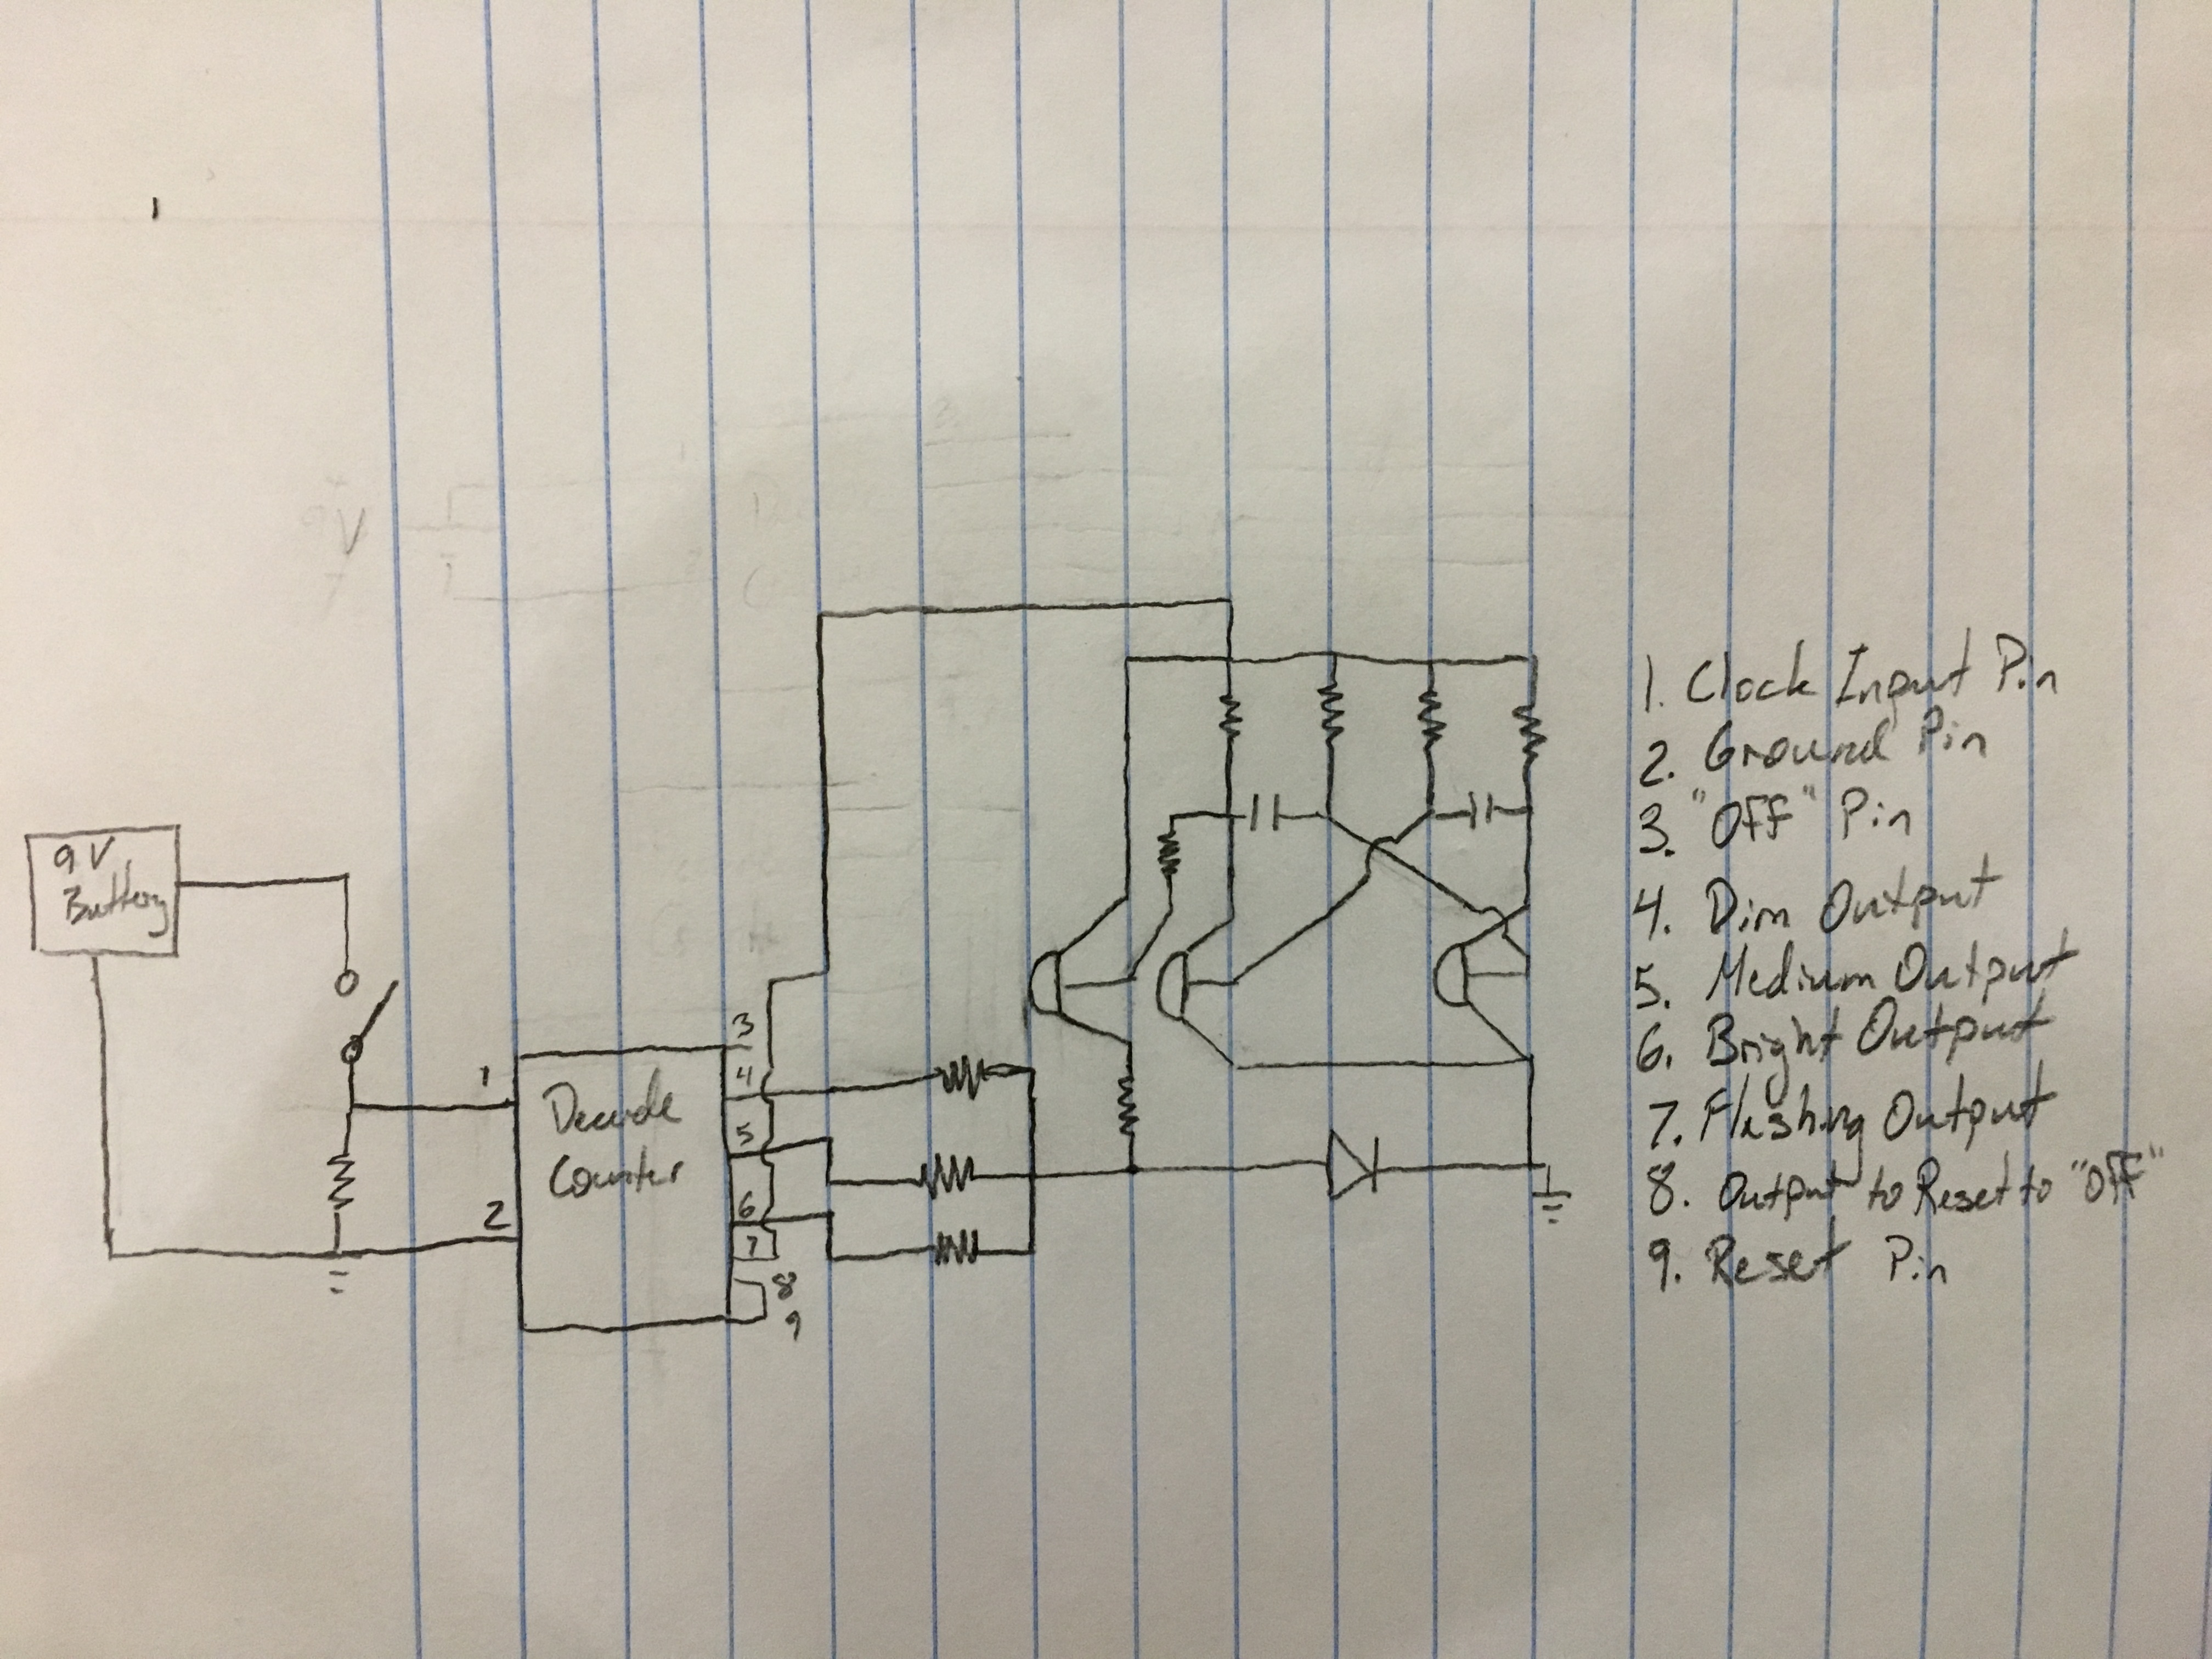 9V
Battery
1
2
Decade
Counter
3
4
5
6
7
8
9
1. Clock Input Pin
2. Ground Pin
3. "Off" Pin
4. Dim Output
5. Medium Output
6. Bright Output
7. Flashing Output
8. Output to Reset to "Off"
9. Reset Pin